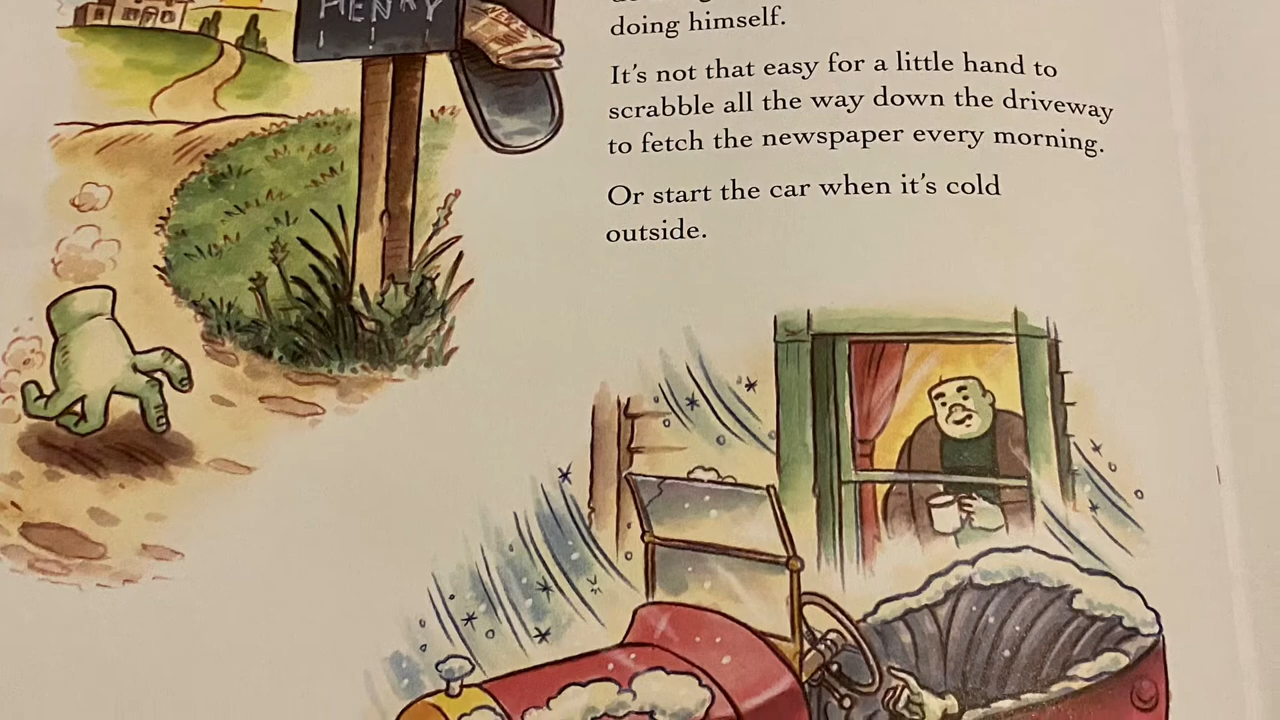 HENRY
NEWS
doing himself.
It's not that easy for a little hand to
scrabble all the way down the driveway
to fetch the newspaper every morning.
Or start the car when it's cold
outside.